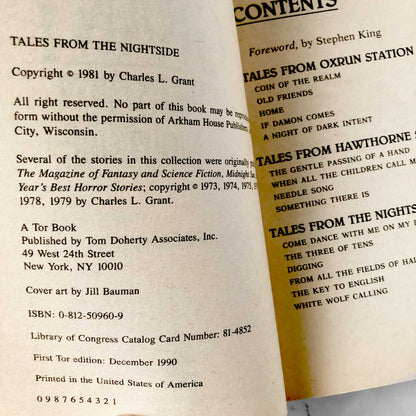 TALES FROM THE NIGHTSIDE
Copyright © 1981 by Charles L. Grant
All rights reserved. No part of this book may be
form without the permission of Arkham House
City, Wisconsin.
Several of the stories in this collection were originally
The Magazine of Fantasy and Science Fiction, Midnight
Year's Best Horror Stories; copyright © 1973, 1974, 1975,
1978, 1979 by Charles L. Grant.
A Tor Book
Published by Tom Doherty Associates, Inc.
49 West 24th Street
New York, NY 10010
Cover art by Jill Bauman
ISBN: 0-812-50960-9
Library of Congress Catalog Card Number: 81-4852
First Tor edition: December 1990
Printed in the United States of America
0 9 8 7 6 5 4 3 2 1
CONTENTS
Foreword, by Stephen King
TALES FROM OXRUN STATION
COIN OF THE REALM
OLD FRIENDS
HOME
IF DAMON COMES
A NIGHT OF DARK INTENT
TALES FROM HAWTHORNE
THE GENTLE PASSING OF A HAND
WHEN ALL THE CHILDREN CALL
NEEDLE SONG
SOMETHING THERE IS
TALES FROM THE
COME DANCE WITH ME ON MY
THE THREE OF TENS
DIGGING
FROM ALL THE FIELDS OF
THE KEY TO ENGLISH
WHITE WOLF CALLING